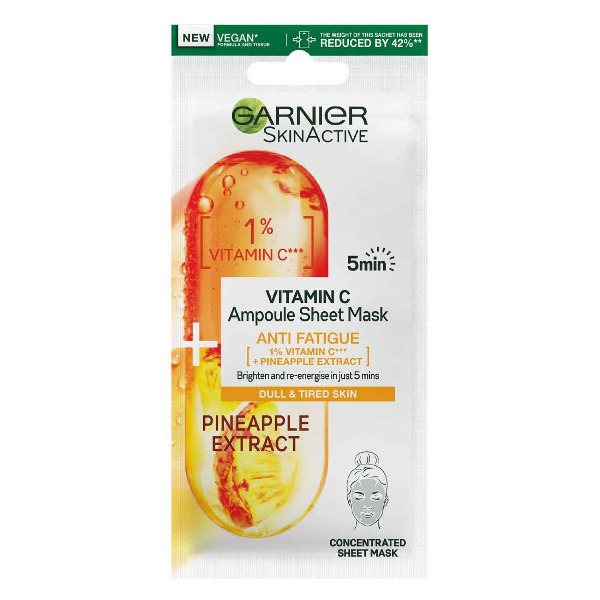 NEW
VEGAN*
FORMULA AND TISSUE
THE WEIGHT OF THIS SACHET HAS BEEN
REDUCED BY 42%**
GARNIER
SKINACTIVE
1%
VITAMIN C***
5min
VITAMIN C
Ampoule Sheet Mask
ANTI FATIGUE
[ 1% VITAMIN C***
+ PINEAPPLE EXTRACT ]
Brighten and re-energise in just 5 mins
DULL & TIRED SKIN
+
PINEAPPLE
EXTRACT
CONCENTRATED
SHEET MASK